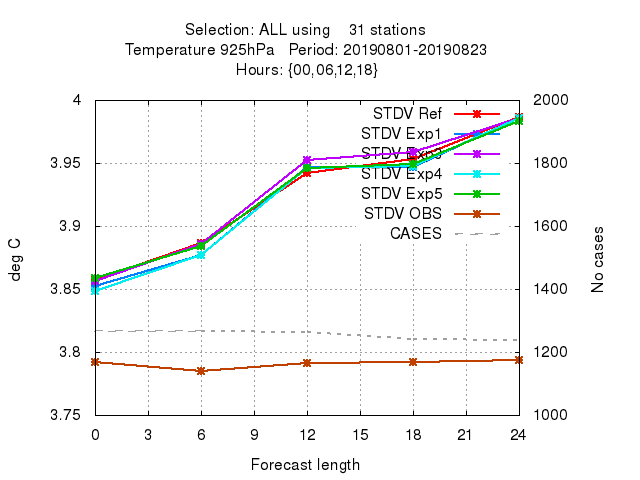 Selection: ALL using 31 stations
Temperature 925hPa Period: 20190801-20190823
Hours: {00,06,12,18}
4
3.95
3.9
3.85
3.8
3.75
deg C
2000
1800
1600
1400
1200
1000
No cases
STDV Ref
STDV Exp1
STDV
STDV Exp4
STDV Exp5
STDV OBS
CASES
0 3 6 9 12 15 18 21 24
Forecast length